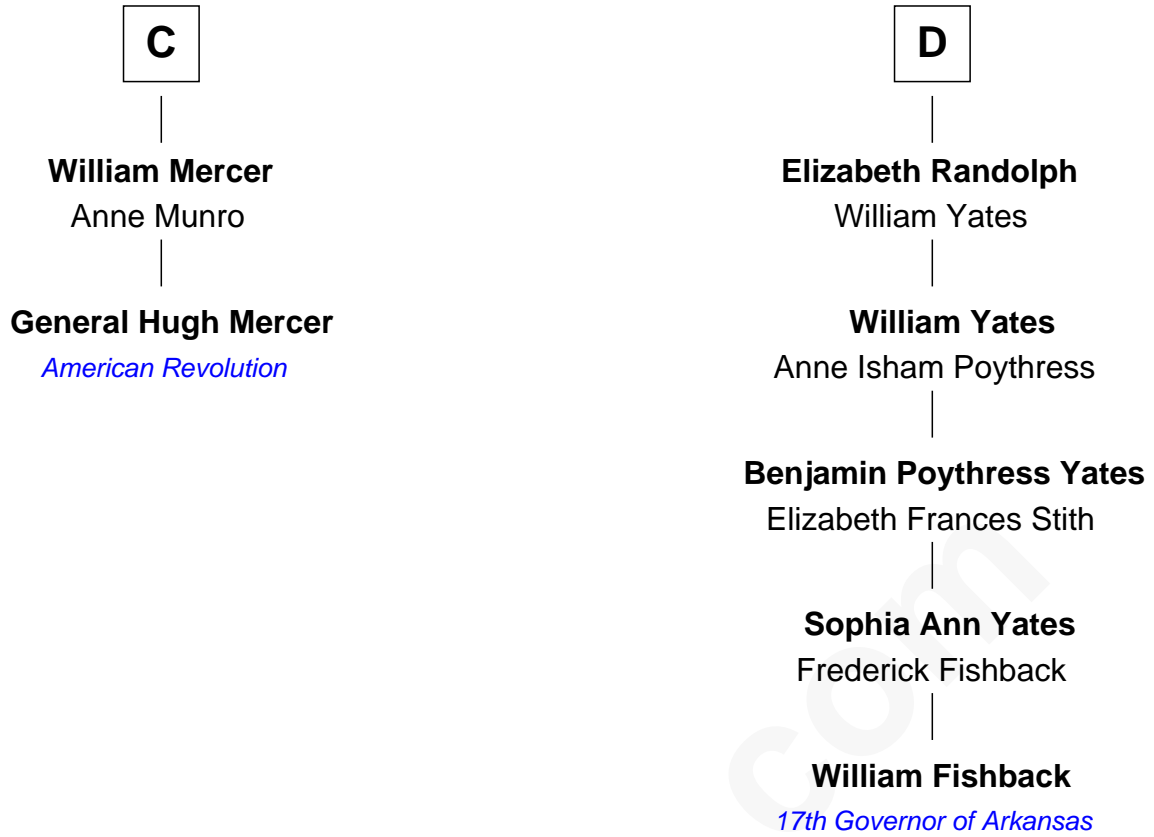 C
William Mercer
Anne Munro
General Hugh Mercer
American Revolution
D
Elizabeth Randolph
William Yates
William Yates
Anne Isham Poythress
Benjamin Poythress Yates
Elizabeth Frances Stith
Sophia Ann Yates
Frederick Fishback
William Fishback
17th Governor of Arkansas
com